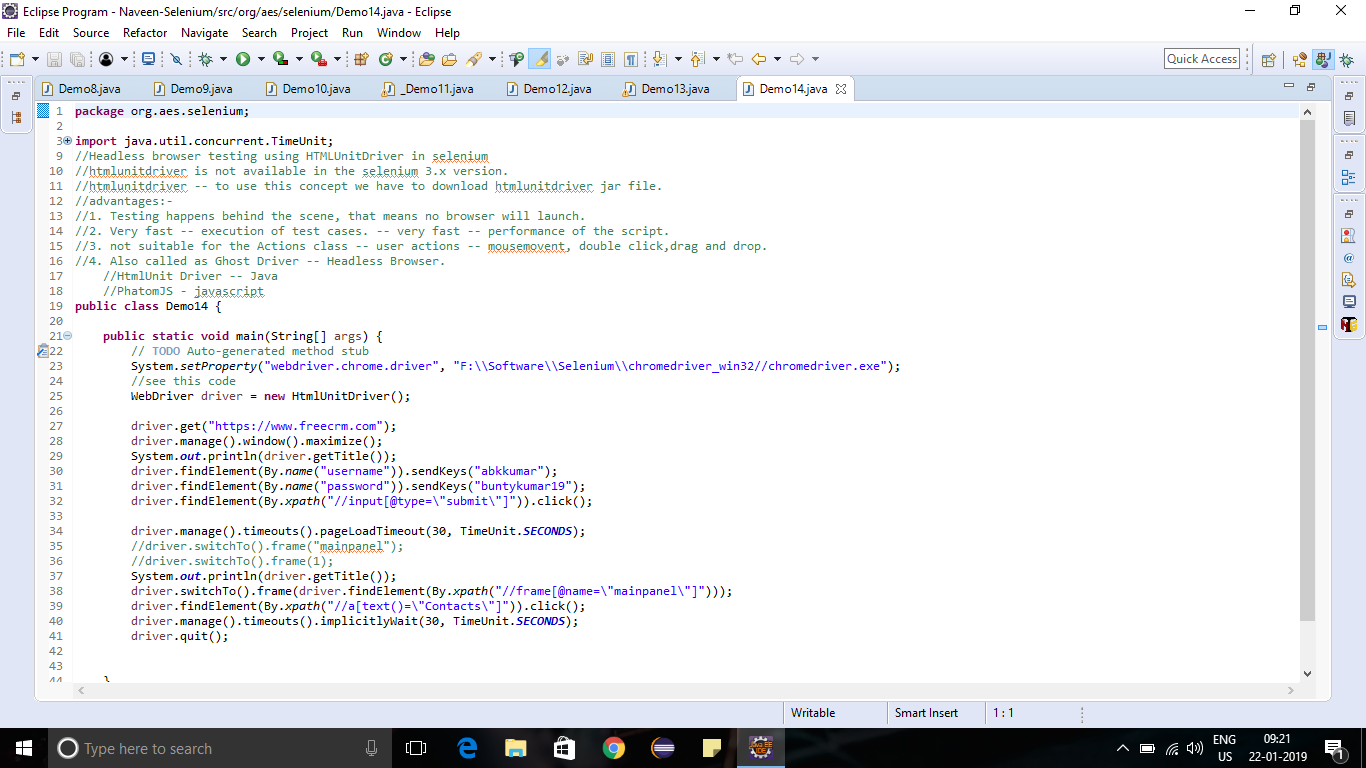 Eclipse Program - Naveen-Selenium/src/org/aes/selenium/Demo14.java - Eclipse
File Edit Source Refactor Navigate Search Project Run Window Help
Quick Access
Demo8.java Demo9.java Demo10.java _Demo11.java Demo12.java Demo13.java Demo14.java
1 package org.aes.selenium;
2
3 import java.util.concurrent.TimeUnit;
9 //Headless browser testing using HTMLUnitDriver in selenium
10 //htmlunitdriver is not available in the selenium 3.x version.
11 //htmlunitdriver -- to use this concept we have to download htmlunitdriver jar file.
12 //advantages:-
13 //1. Testing happens behind the scene, that means no browser will launch.
14 //2. Very fast -- execution of test cases. -- very fast -- performance of the script.
15 //3. not suitable for the Actions class -- user actions -- mousemovent, double click,drag and drop.
16 //4. Also called as Ghost Driver -- Headless Browser.
17 //HtmlUnit Driver -- Java
18 //PhatomJS - javascript
19 public class Demo14 {
20
21 public static void main(String[] args) {
22 // TODO Auto-generated method stub
23 System.setProperty("webdriver.chrome.driver", "F:\\Software\\Selenium\\chromedriver_win32//chromedriver.exe");
24 //see this code
25 WebDriver driver = new HtmlUnitDriver();
26
27 driver.get("https://www.freecrm.com");
28 driver.manage().window().maximize();
29 System.out.println(driver.getTitle());
30 driver.findElement(By.name("username")).sendKeys("abkkumar");
31 driver.findElement(By.name("password")).sendKeys("buntykumar19");
32 driver.findElement(By.xpath("//input[@type=\"submit\"]")).click();
33
34 driver.manage().timeouts().pageLoadTimeout(30, TimeUnit.SECONDS);
35 //driver.switchTo().frame("mainpanel");
36 //driver.switchTo().frame(1);
37 System.out.println(driver.getTitle());
38 driver.switchTo().frame(driver.findElement(By.xpath("//frame[@name=\"mainpanel\"]")));
39 driver.findElement(By.xpath("//a[text()=\"Contacts\"]")).click();
40 driver.manage().timeouts().implicitlyWait(30, TimeUnit.SECONDS);
41 driver.quit();
42
43
44 }
Writable Smart Insert 1 : 1
Type here to search
ENG 09:21
US 22-01-2019 1